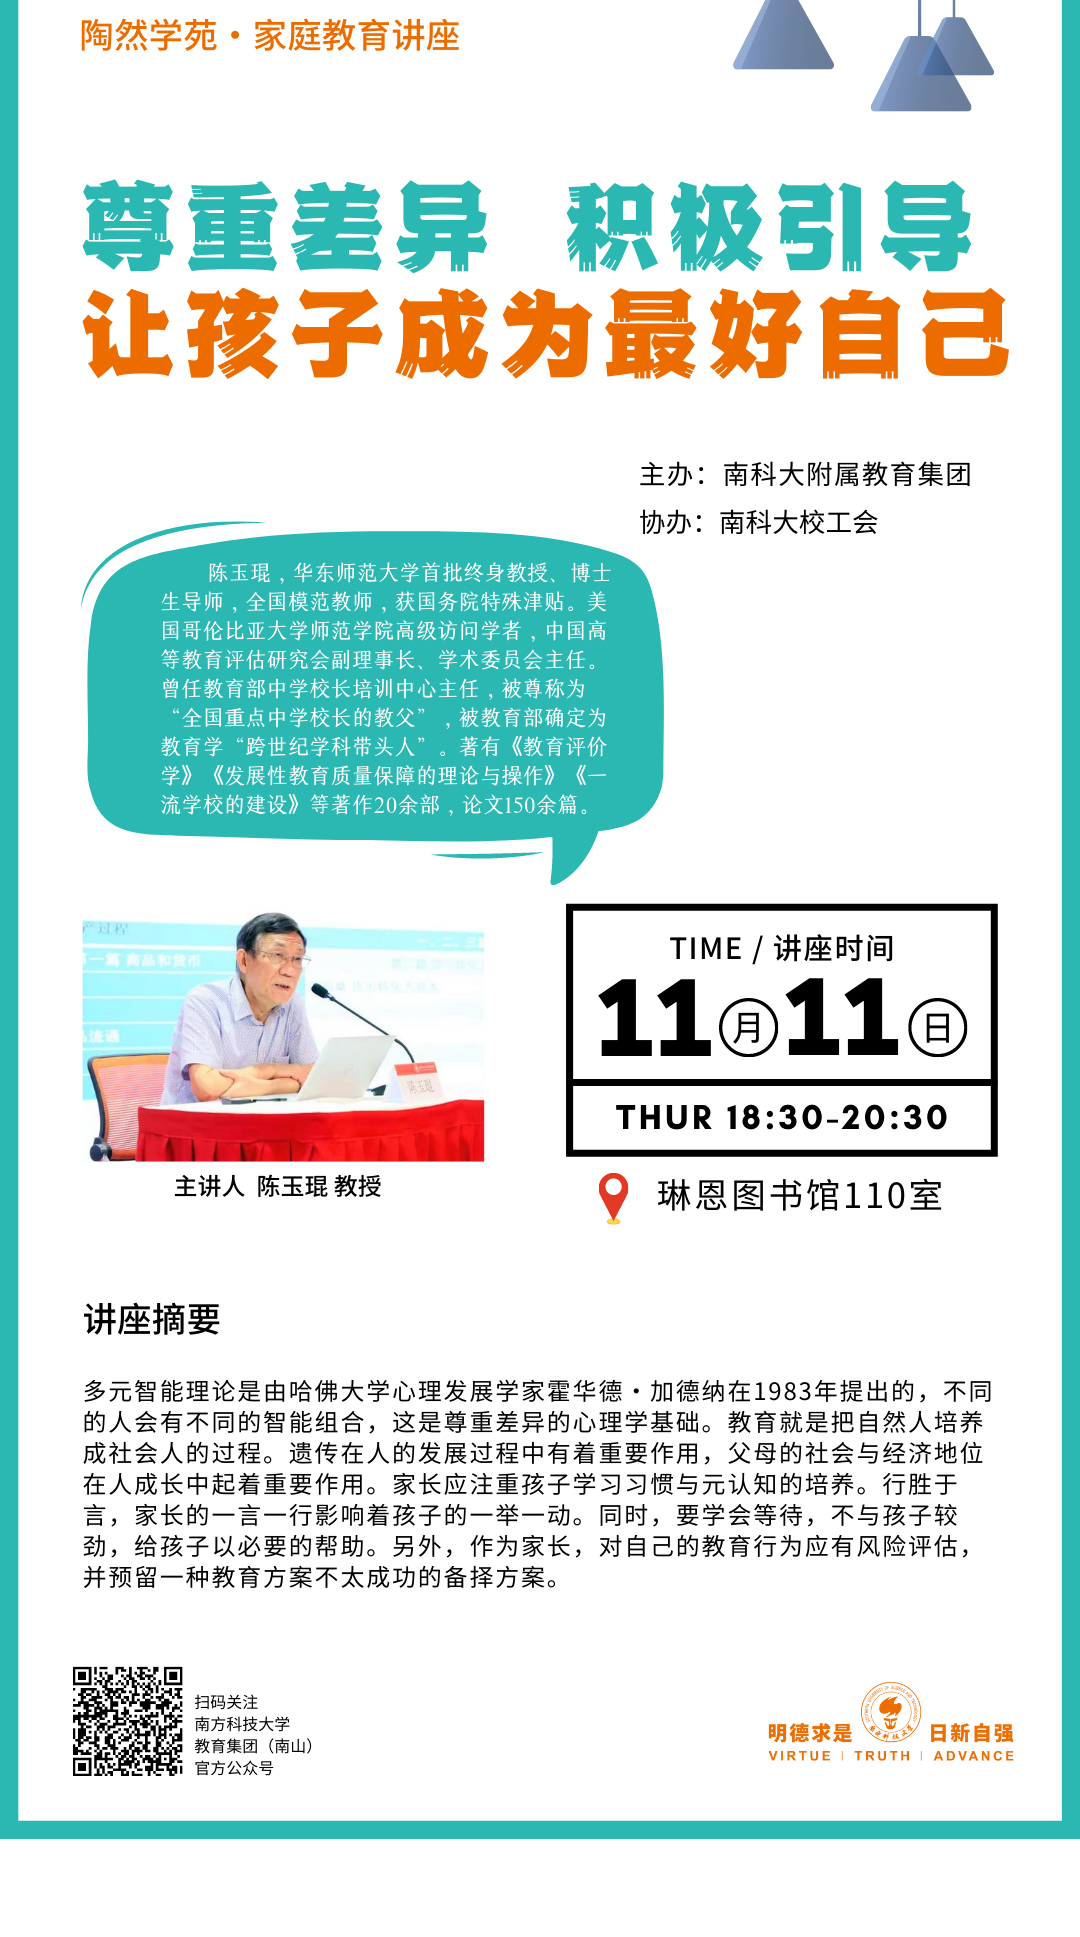 陶然学苑·家庭教育讲座
尊重差异 积极引导
让孩子成为最好自己
主办：南科大附属教育集团
协办：南科大校工会
陈玉琨，华东师范大学首批终身教授、博士
生导师，全国模范教师，获国务院特殊津贴。美
国哥伦比亚大学师范学院高级访问学者，中国高
等教育评估研究会副理事长、学术委员会主任。
曾任教育部中学校长培训中心主任，被尊称为
“全国重点中学校长的教父”，被教育部确定为
教育学“跨世纪学科带头人”。著有《教育评价
学》《发展性教育质量保障的理论与操作》《一
流学校的建设》等著作20余部，论文150余篇。
产过程
第一篇 商品和货币
陈玉琨
主讲人 陈玉琨 教授
TIME / 讲座时间
11月11日
THUR 18:30-20:30
琳恩图书馆110室
讲座摘要
多元智能理论是由哈佛大学心理发展学家霍华德·加德纳在1983年提出的，不同
的人会有不同的智能组合，这是尊重差异的心理学基础。教育就是把自然人培养
成社会人的过程。遗传在人的发展过程中有着重要作用，父母的社会与经济地位
在人成长中起着重要作用。家长应注重孩子学习习惯与元认知的培养。行胜于
言，家长的一言一行影响着孩子的一举一动。同时，要学会等待，不与孩子较
劲，给孩子以必要的帮助。另外，作为家长，对自己的教育行为应有风险评估，
并预留一种教育方案不太成功的备择方案。
扫码关注
南方科技大学
教育集团（南山）
官方公众号
明德求是 日新自强
VIRTUE | TRUTH | ADVANCE